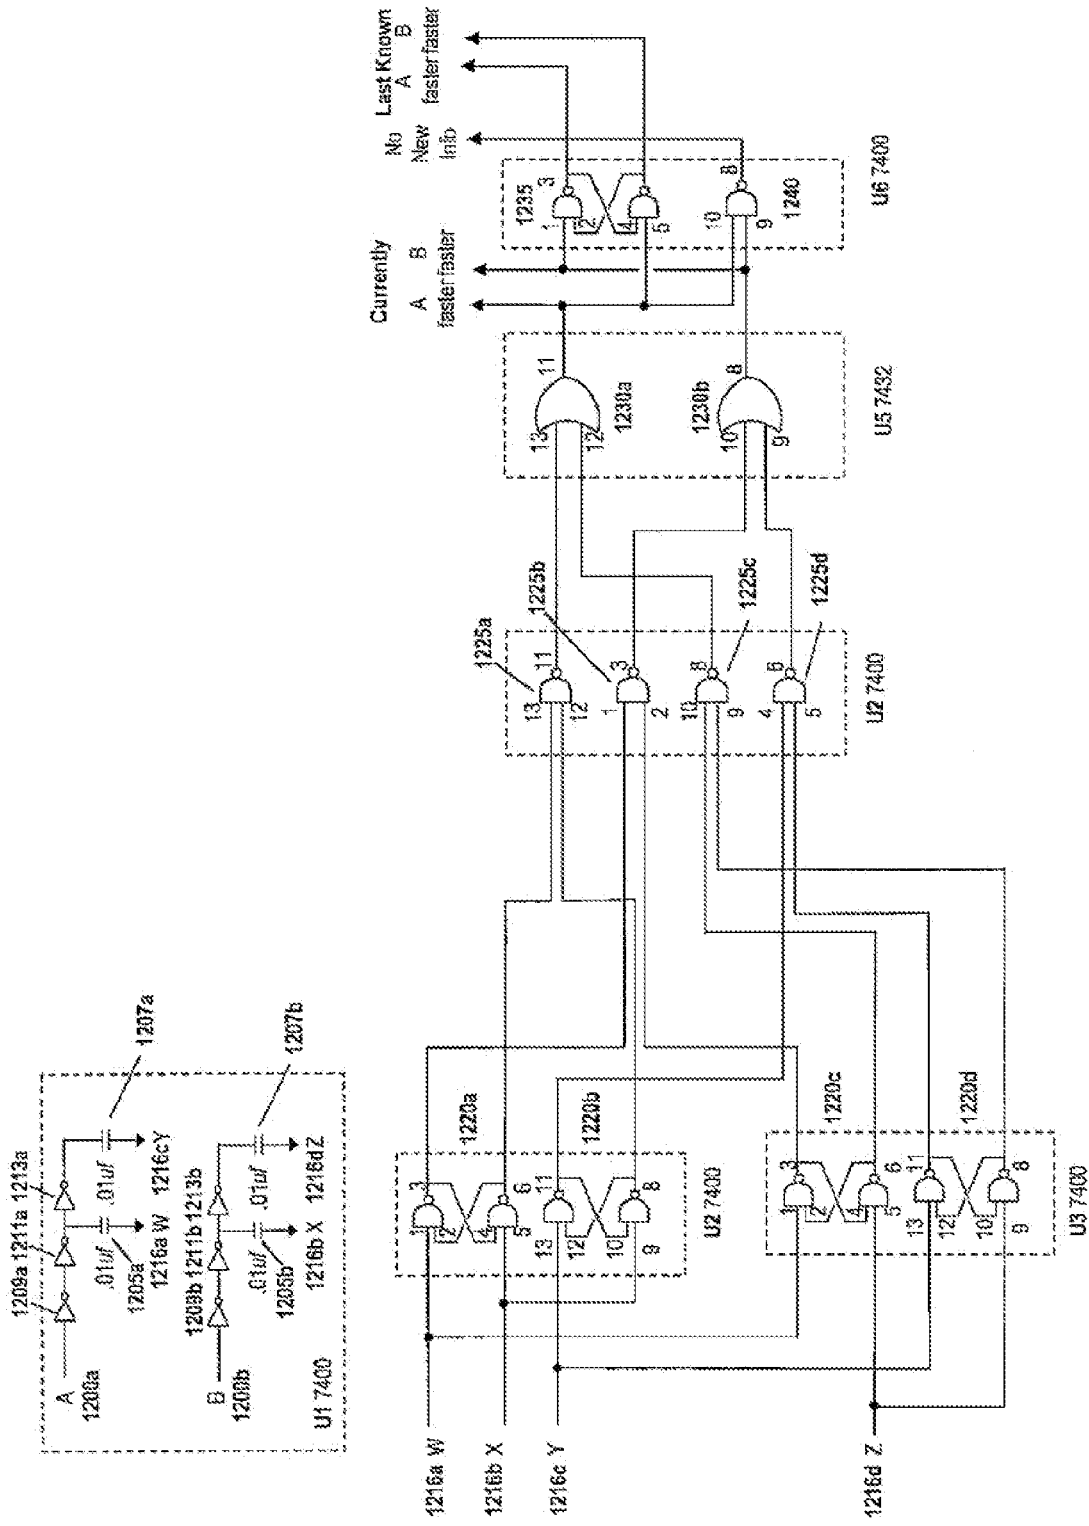 A
1200a
1209a 1211a 1213a
.01uf
.01uf
1205a
1207a
1216a W
1216cY
B
1200b
1209b 1211b 1213b
.01uf
.01uf
1205b
1207b
1216b X
1216d Z
U1 7400
1216a W
1216b X
1216c Y
1216d Z
1
2
3
4
5
6
1220a
13
12
11
10
9
8
1220b
U2 7400
1
2
3
4
5
6
1220c
13
12
11
10
9
8
1220d
U3 7400
13
12
11
1225a
1
2
3
1225b
10
9
8
1225c
4
5
6
1225d
U2 7400
13
12
11
1230a
10
9
8
1230b
U5 7432
Currently
A B
faster faster
1235
1
2
3
4
5
10
9
8
1240
U6 7400
No
New
Info
Last Known
A B
faster faster